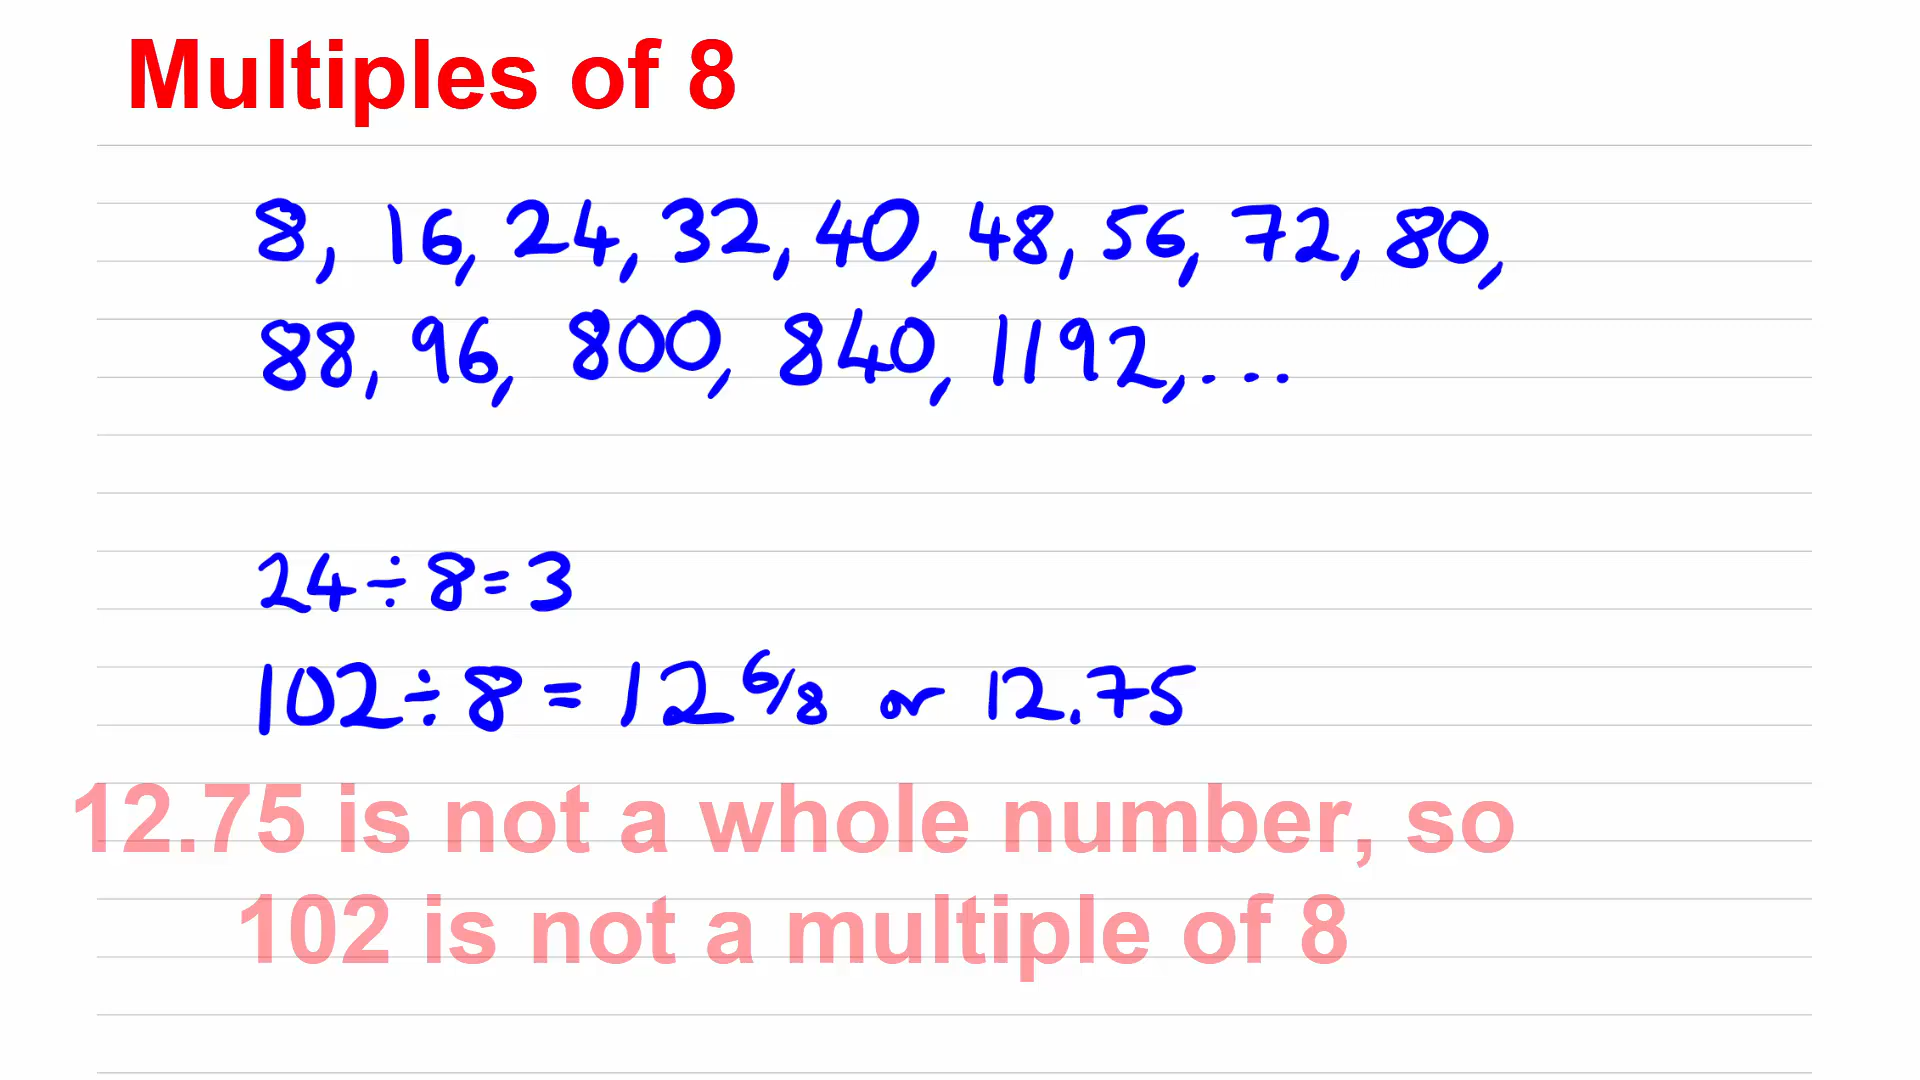 Multiples of 8
8, 16, 24, 32, 40, 48, 56, 72, 80,
88, 96, 800, 840, 1192, ...
24 ÷ 8 = 3
102 ÷ 8 = 12 6/8 or 12.75
12.75 is not a whole number, so
102 is not a multiple of 8